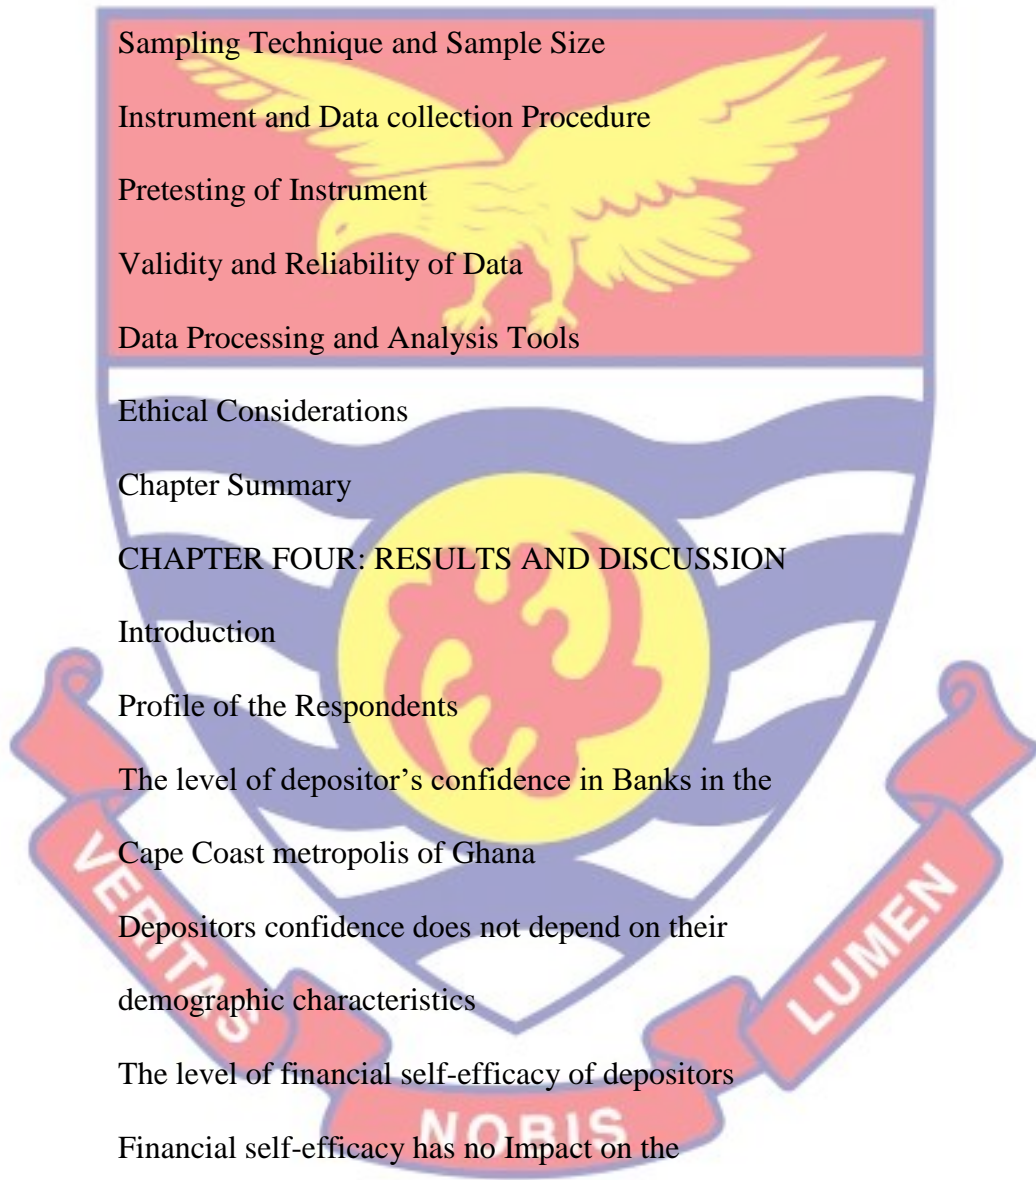 Sampling Technique and Sample Size
Instrument and Data collection Procedure
Pretesting of Instrument
Validity and Reliability of Data
Data Processing and Analysis Tools
Ethical Considerations
Chapter Summary
CHAPTER FOUR: RESULTS AND DISCUSSION
Introduction
Profile of the Respondents
The level of depositor’s confidence in Banks in the
Cape Coast metropolis of Ghana
Depositors confidence does not depend on their
demographic characteristics
The level of financial self-efficacy of depositors
Financial self-efficacy has no Impact on the
VERITAS
NOBIS
LUMEN